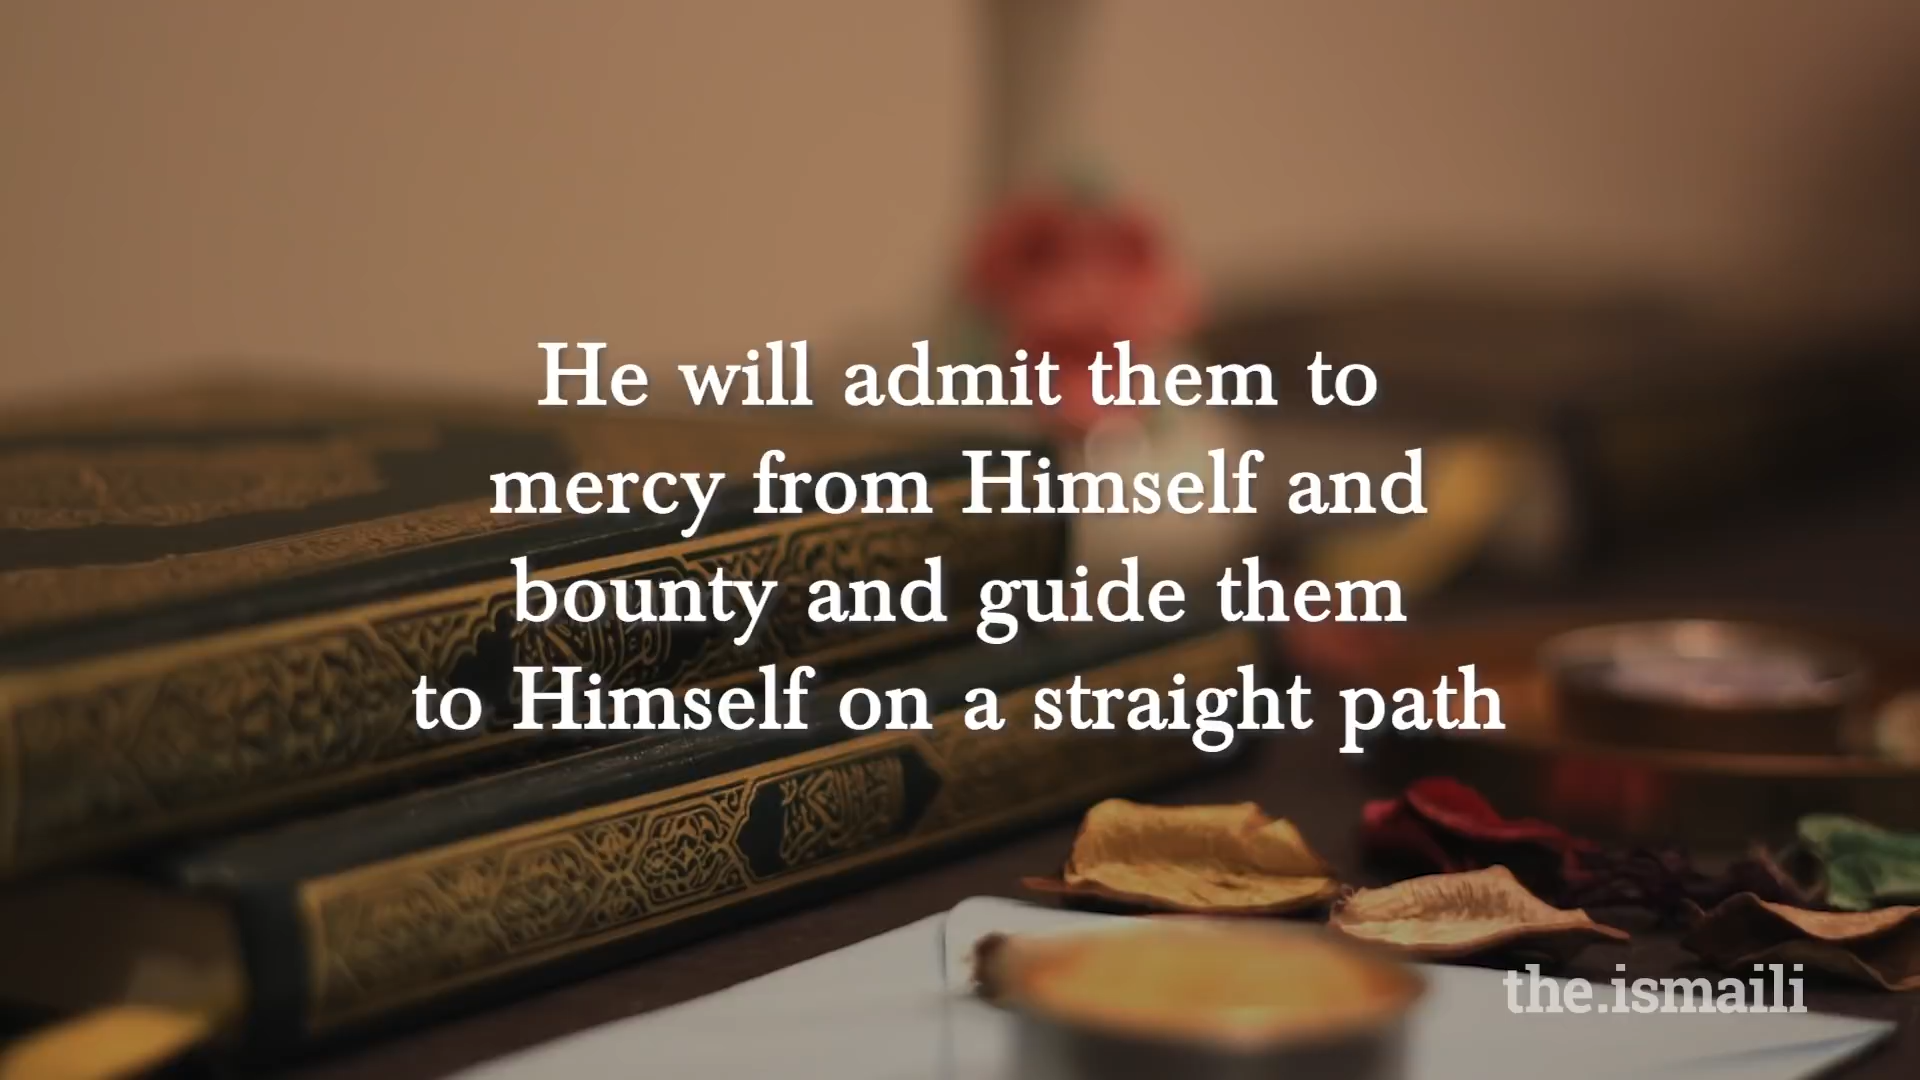 He will admit them to
mercy from Himself and
bounty and guide them
to Himself on a straight path
the.ismaili